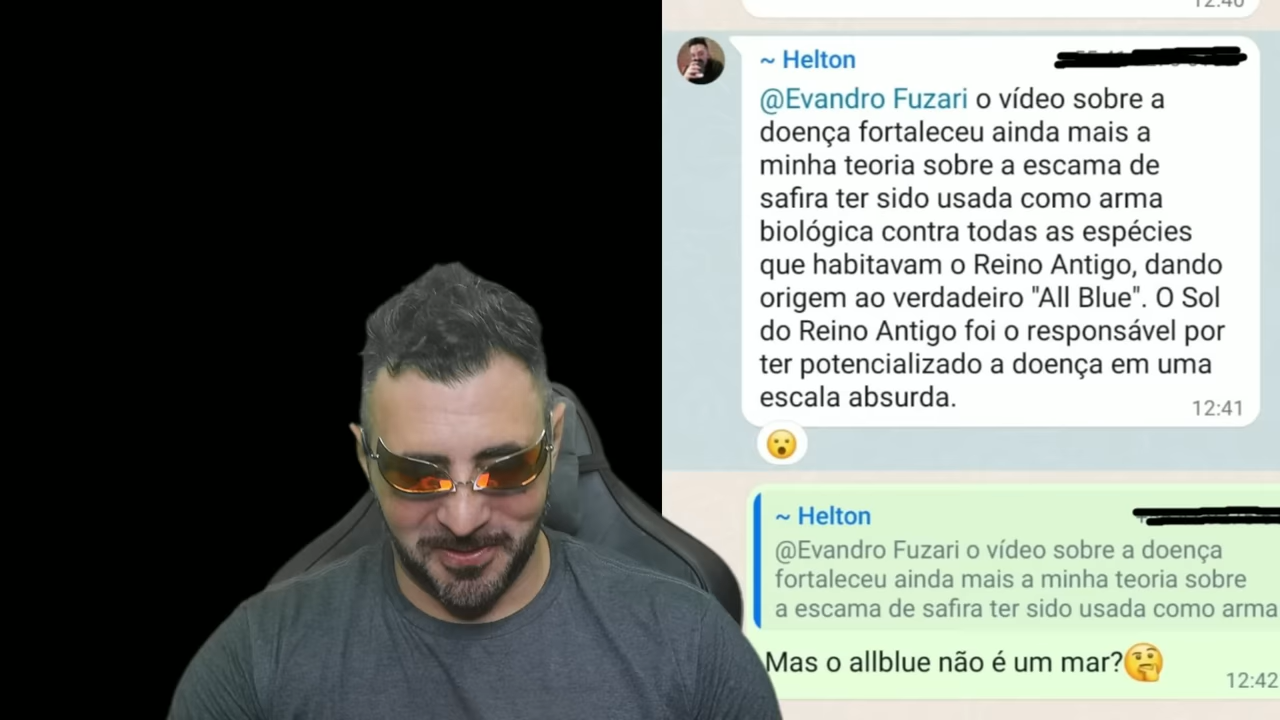 ~ Helton
@Evandro Fuzari o vídeo sobre a
doença fortaleceu ainda mais a
minha teoria sobre a escama de
safira ter sido usada como arma
biológica contra todas as espécies
que habitavam o Reino Antigo, dando
origem ao verdadeiro "All Blue". O Sol
do Reino Antigo foi o responsável por
ter potencializado a doença em uma
escala absurda.
12:41
~ Helton
@Evandro Fuzari o vídeo sobre a doença
fortaleceu ainda mais a minha teoria sobre
a escama de safira ter sido usada como arma
Mas o allblue não é um mar?🤔
12:42